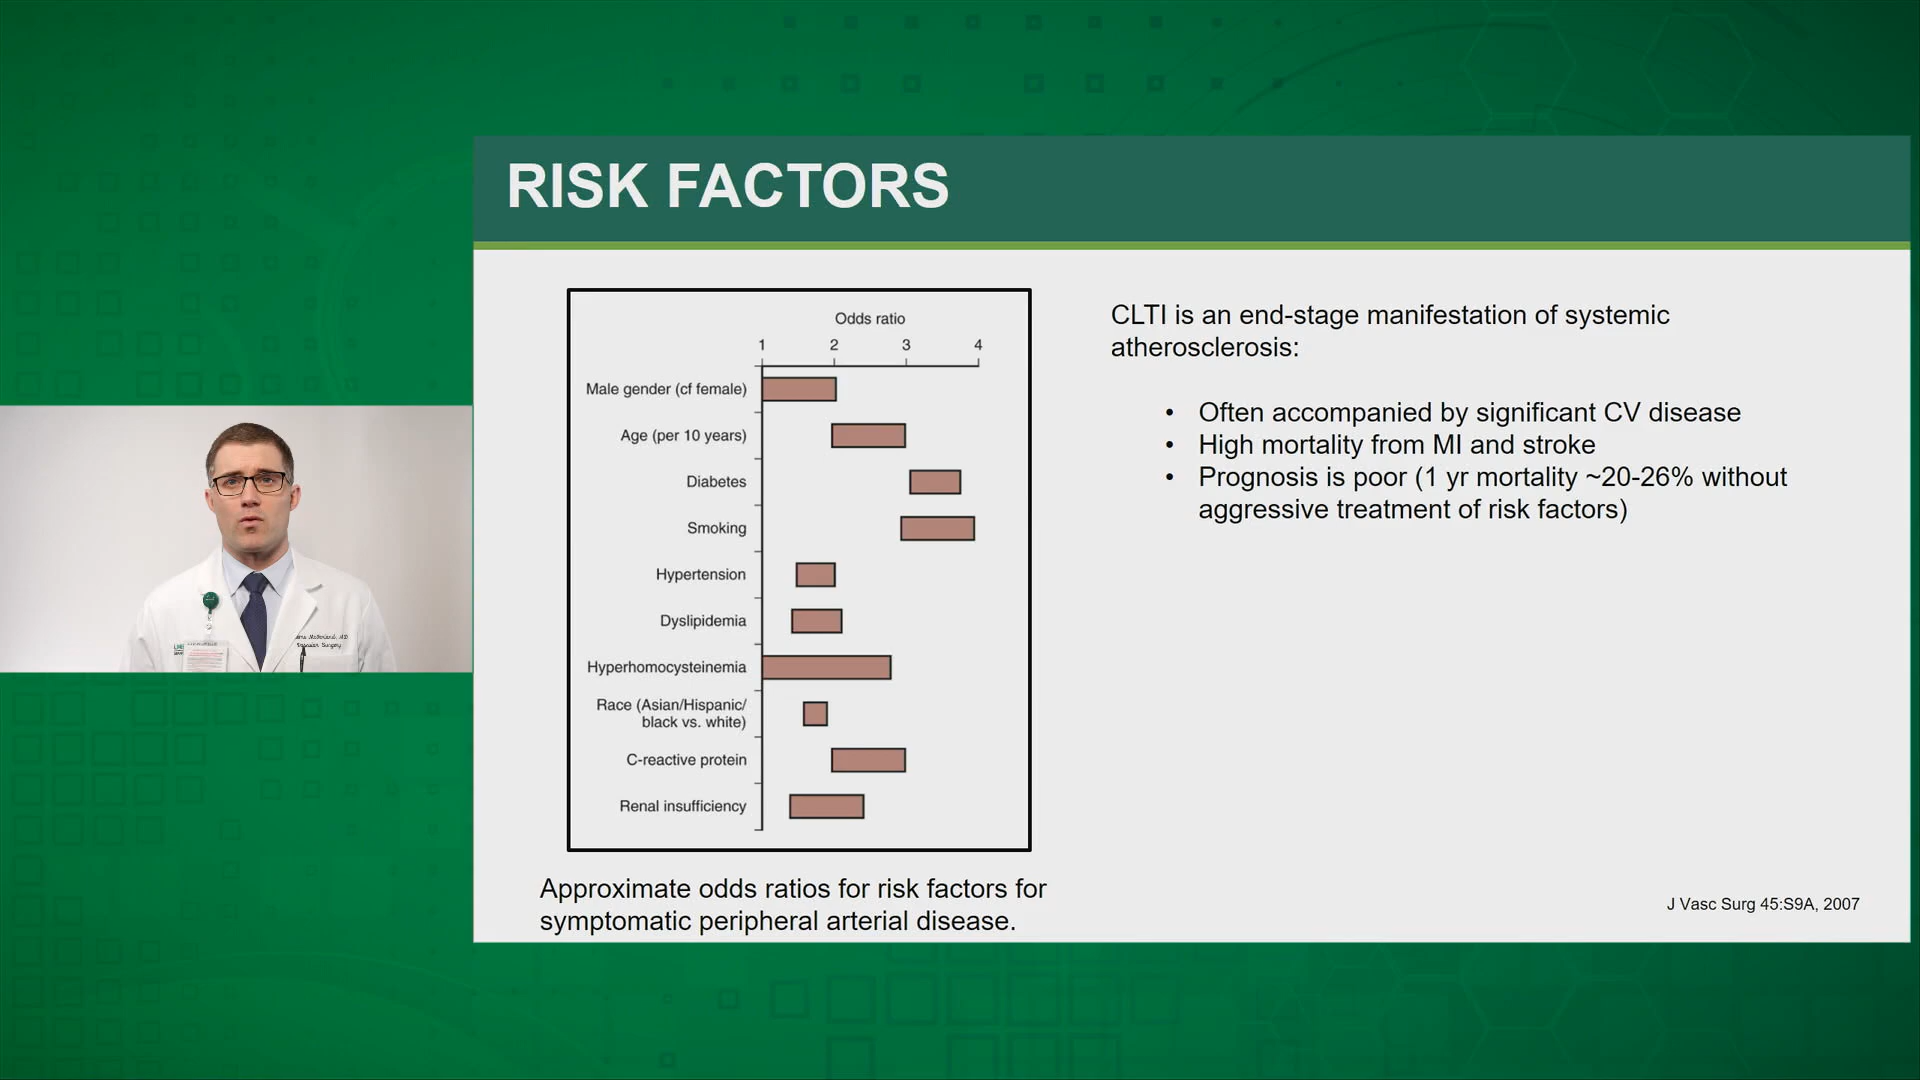 RISK FACTORS
Odds ratio
1 2 3 4
Male gender (cf female)
Age (per 10 years)
Diabetes
Smoking
Hypertension
Dyslipidemia
Hyperhomocysteinemia
Race (Asian/Hispanic/
black vs. white)
C-reactive protein
Renal insufficiency
Approximate odds ratios for risk factors for
symptomatic peripheral arterial disease.
CLTI is an end-stage manifestation of systemic
atherosclerosis:
• Often accompanied by significant CV disease
• High mortality from MI and stroke
• Prognosis is poor (1 yr mortality ~20-26% without
aggressive treatment of risk factors)
J Vasc Surg 45:S9A, 2007
MD
Surgery